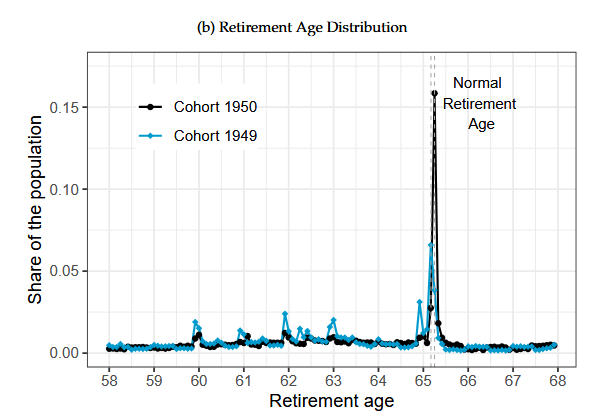 (b) Retirement Age Distribution
Normal
Retirement
Age
Cohort 1950
Cohort 1949
0.15
0.10
0.05
0.00
Share of the population
58 59 60 61 62 63 64 65 66 67 68
Retirement age